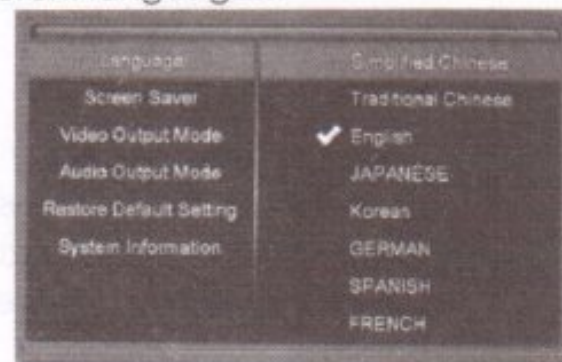 Language
Screen Saver
Video Output Mode
Audio Output Mode
Restore Default Setting
System Information
Simplified Chinese
Traditional Chinese
English
JAPANESE
Korean
GERMAN
SPANISH
FRENCH